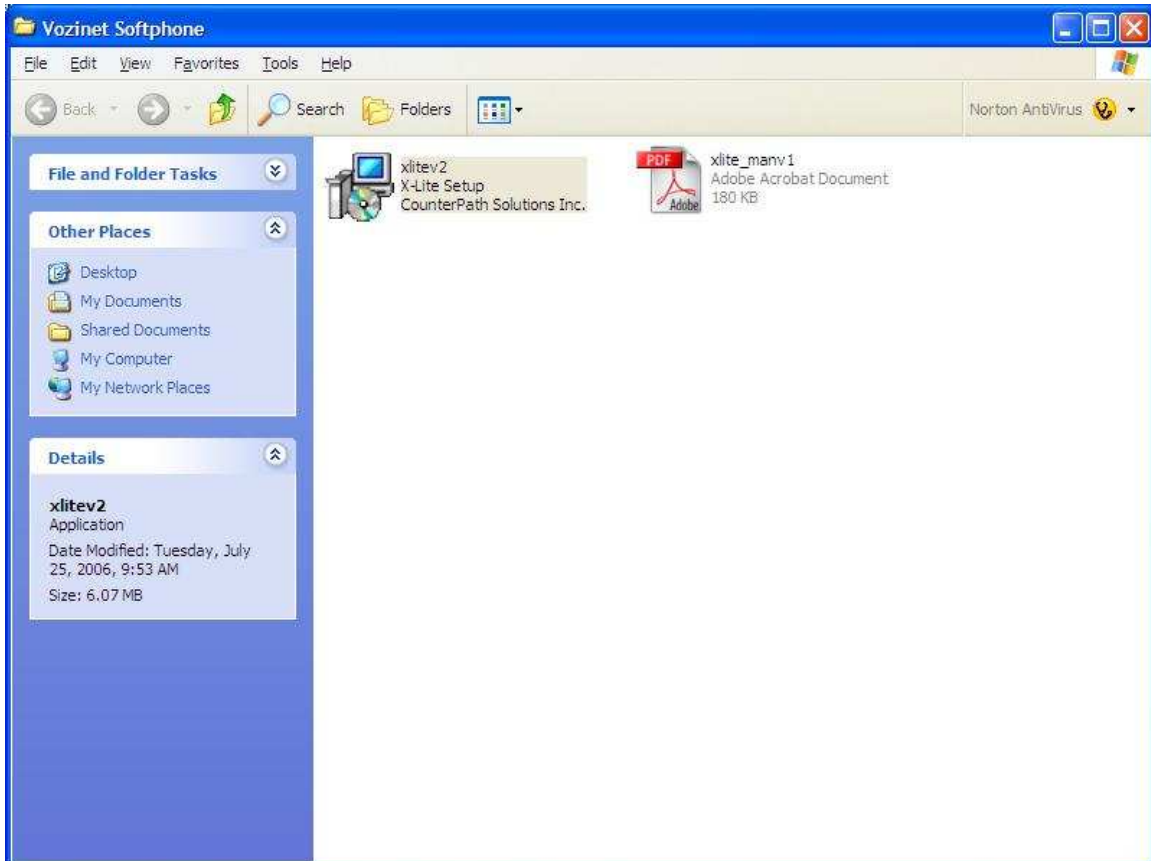 Vozinet Softphone
File Edit View Favorites Tools Help
Back Search Folders Norton AntiVirus
File and Folder Tasks
Other Places
Desktop
My Documents
Shared Documents
My Computer
My Network Places
Details
xlitev2
Application
Date Modified: Tuesday, July
25, 2006, 9:53 AM
Size: 6.07 MB
xlitev2
X-Lite Setup
CounterPath Solutions Inc.
PDF
Adobe
xlite_manv1
Adobe Acrobat Document
180 KB